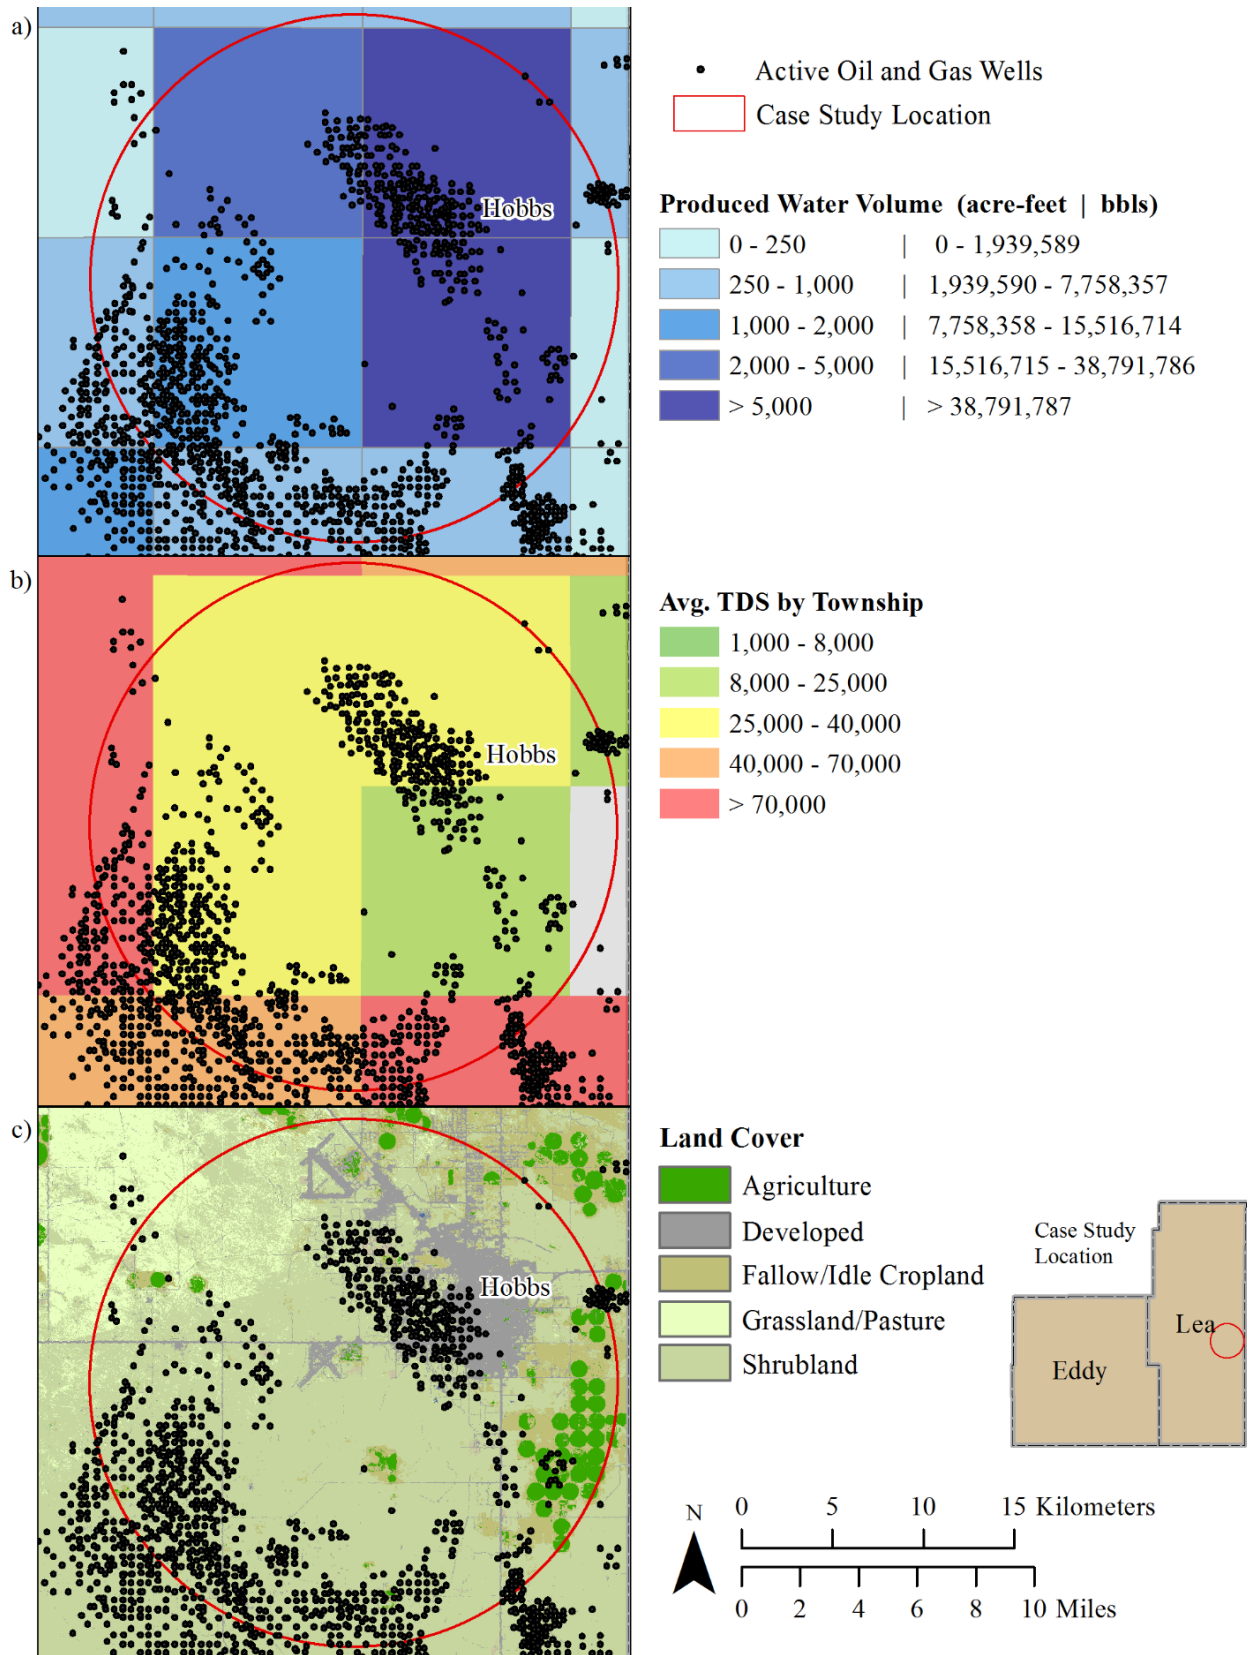 a)
Hobbs
Active Oil and Gas Wells
Case Study Location
Produced Water Volume (acre-feet | bbls)
0 - 250 | 0 - 1,939,589
250 - 1,000 | 1,939,590 - 7,758,357
1,000 - 2,000 | 7,758,358 - 15,516,714
2,000 - 5,000 | 15,516,715 - 38,791,786
> 5,000 | > 38,791,787
b)
Hobbs
Avg. TDS by Township
1,000 - 8,000
8,000 - 25,000
25,000 - 40,000
40,000 - 70,000
> 70,000
c)
Hobbs
Land Cover
Agriculture
Developed
Fallow/Idle Cropland
Grassland/Pasture
Shrubland
Case Study
Location
Lea
Eddy
N
0 5 10 15 Kilometers
0 2 4 6 8 10 Miles